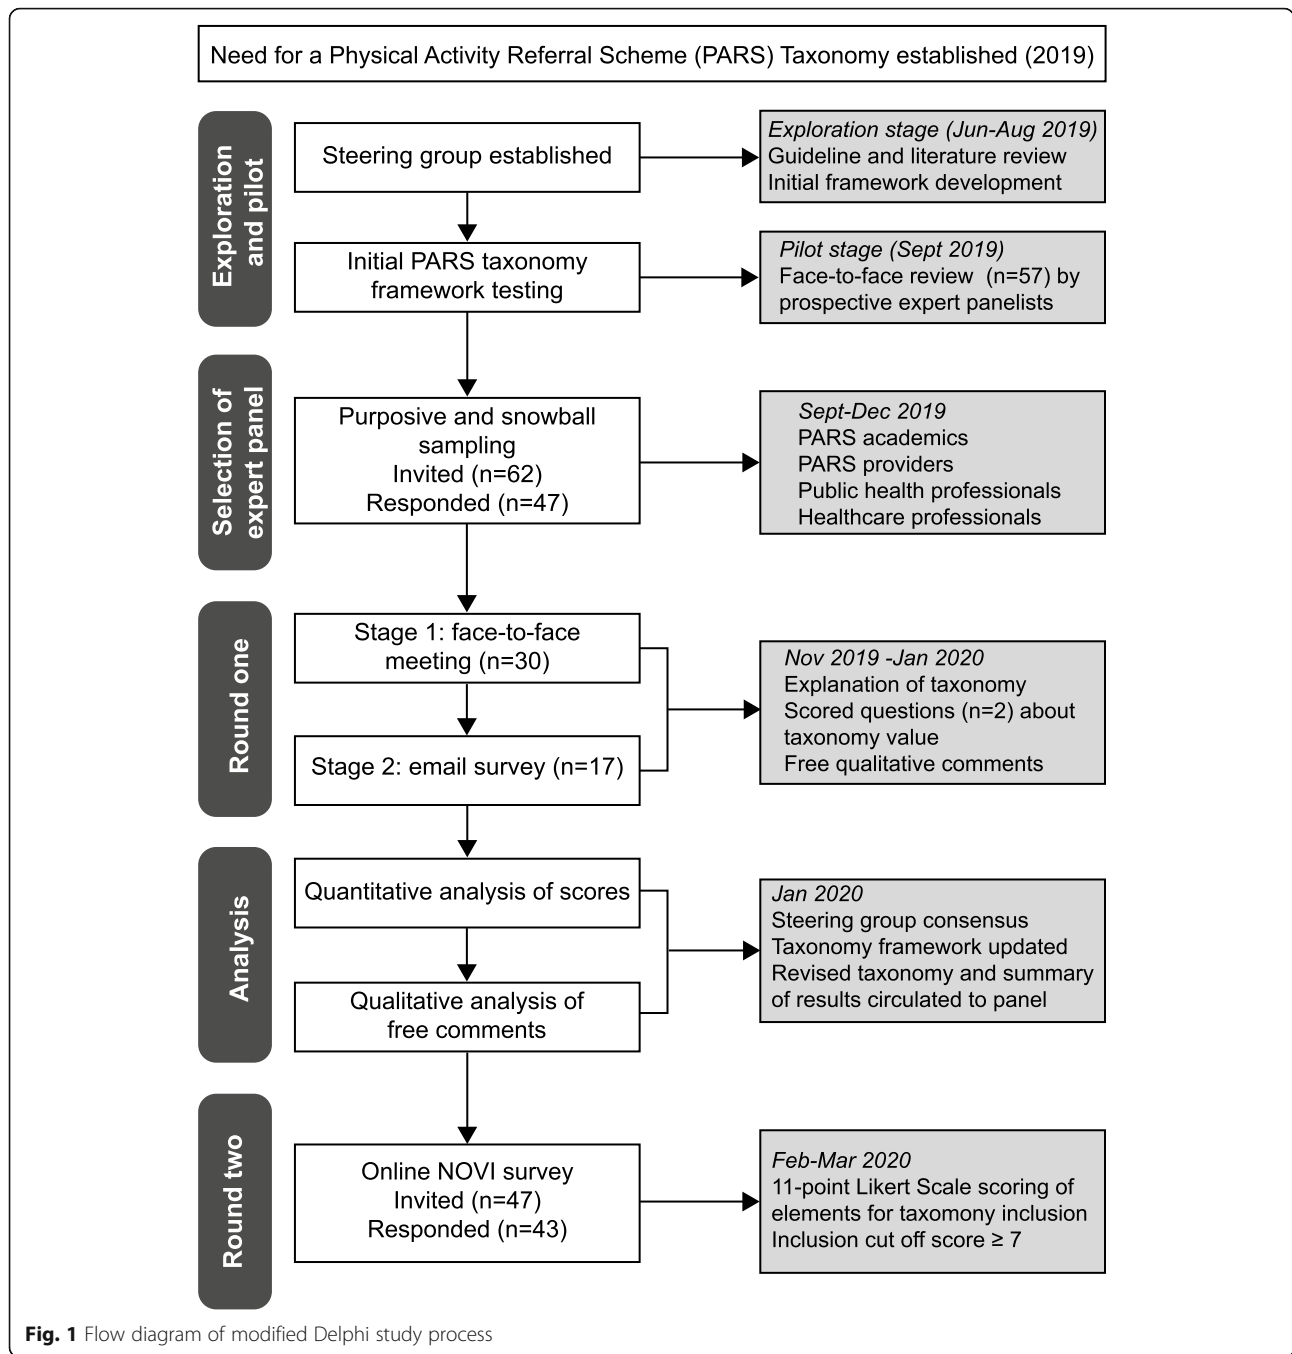 Need for a Physical Activity Referral Scheme (PARS) Taxonomy established (2019)
Exploration
and pilot
Steering group established
Exploration stage (Jun-Aug 2019)
Guideline and literature review
Initial framework development
Initial PARS taxonomy
framework testing
Pilot stage (Sept 2019)
Face-to-face review (n=57) by
prospective expert panelists
Selection of
expert panel
Purposive and snowball
sampling
Invited (n=62)
Responded (n=47)
Sept-Dec 2019
PARS academics
PARS providers
Public health professionals
Healthcare professionals
Round one
Stage 1: face-to-face
meeting (n=30)
Stage 2: email survey (n=17)
Nov 2019 -Jan 2020
Explanation of taxonomy
Scored questions (n=2) about
taxonomy value
Free qualitative comments
Analysis
Quantitative analysis of scores
Qualitative analysis of
free comments
Jan 2020
Steering group consensus
Taxonomy framework updated
Revised taxonomy and summary
of results circulated to panel
Round two
Online NOVI survey
Invited (n=47)
Responded (n=43)
Feb-Mar 2020
11-point Likert Scale scoring of
elements for taxomony inclusion
Inclusion cut off score ≥ 7
Fig. 1 Flow diagram of modified Delphi study process